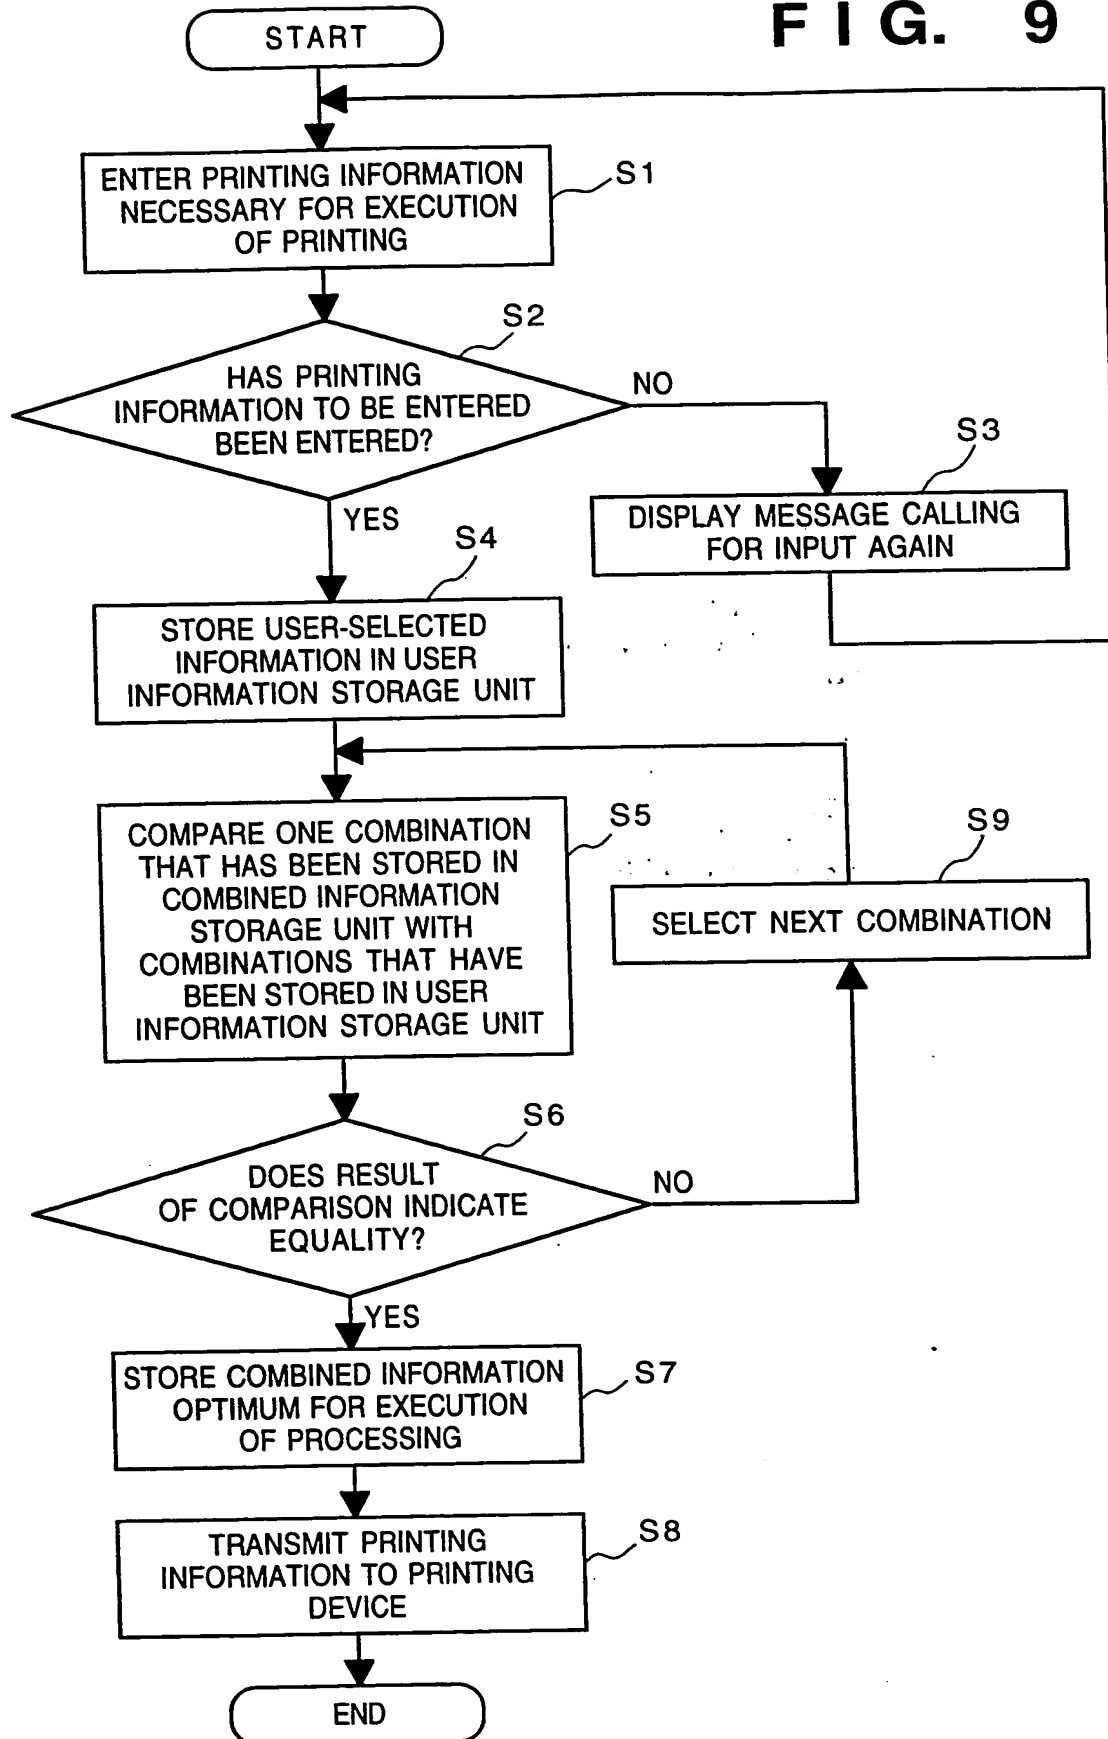 FIG. 9
START
ENTER PRINTING INFORMATION
NECESSARY FOR EXECUTION
OF PRINTING
S1
S2
HAS PRINTING
INFORMATION TO BE ENTERED
BEEN ENTERED?
NO
YES
S3
DISPLAY MESSAGE CALLING
FOR INPUT AGAIN
S4
STORE USER-SELECTED
INFORMATION IN USER
INFORMATION STORAGE UNIT
S5
COMPARE ONE COMBINATION
THAT HAS BEEN STORED IN
COMBINED INFORMATION
STORAGE UNIT WITH
COMBINATIONS THAT HAVE
BEEN STORED IN USER
INFORMATION STORAGE UNIT
S9
SELECT NEXT COMBINATION
S6
DOES RESULT
OF COMPARISON INDICATE
EQUALITY?
NO
YES
STORE COMBINED INFORMATION
OPTIMUM FOR EXECUTION
OF PROCESSING
S7
TRANSMIT PRINTING
INFORMATION TO PRINTING
DEVICE
S8
END